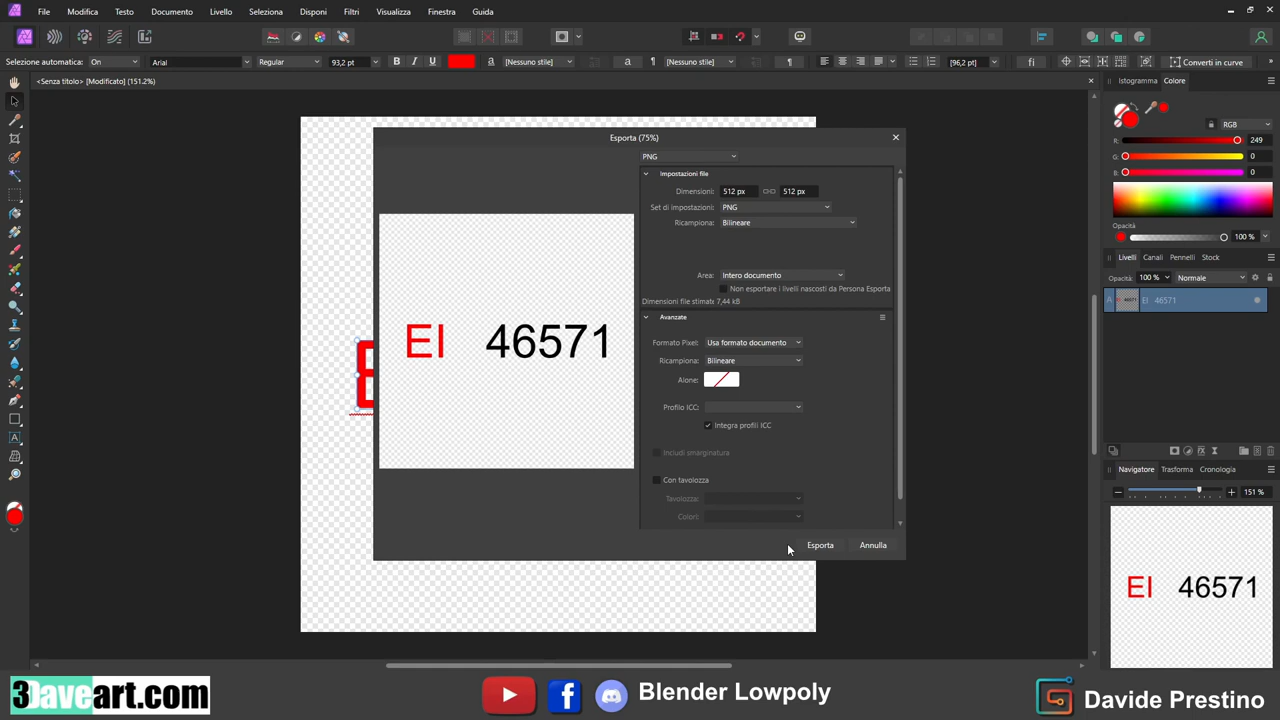 File Modifica Testo Documento Livello Seleziona Disponi Filtri Visualizza Finestra Guida
Selezione automatica: On Arial Regular 93,2 pt B I U a [Nessun stile] a ¶ [Nessun stile] ¶ [96,2 pt] fi Converti in curve »
<Senza titolo> [Modificato] (151.2%)
Istogramma Colore
RGB
R: 249
G: 0
B: 0
Opacità
100 %
Livelli Canali Pennelli Stock
Opacità: 100 % Normale
A EI 46571
Esporta (75%)
PNG
Impostazioni file
Dimensioni: 512 px 512 px
Set di impostazioni: PNG
Ricampiona: Bilineare
Area: Intero documento
Non esportare i livelli nascosti da Persona Esporta
Dimensioni file stimate 7,44 kB
Avanzate
Formato Pixel: Usa formato documento
Ricampiona: Bilineare
Alone:
Profilo ICC:
Integra profili ICC
Includi smarginatura
Con tavolozza
Tavolozza:
Colori:
Esporta Annulla
EI 46571
Navigatore Trasforma Cronologia
151 %
EI 46571
3Daveart.com
Blender Lowpoly
Davide Prestino